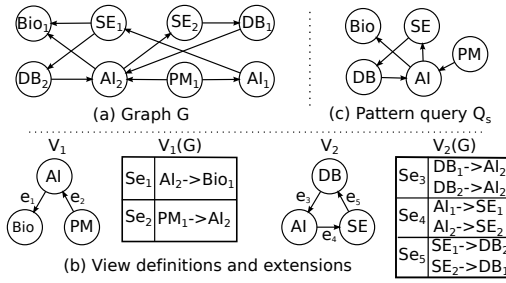 Bio₁ SE₁ SE₂ DB₁
DB₂ AI₂ PM₁ AI₁
(a) Graph G
Bio SE
PM
DB AI
(c) Pattern query Qₛ
V₁
AI
e₁ e₂
Bio PM
V₁(G)
Se₁ AI₂->Bio₁
Se₂ PM₁->AI₂
V₂
DB
e₃ e₅
AI SE
e₄
V₂(G)
Se₃ DB₁->AI₂
DB₂->AI₂
Se₄ AI₁->SE₁
AI₂->SE₂
Se₅ SE₁->DB₂
SE₂->DB₁
(b) View definitions and extensions